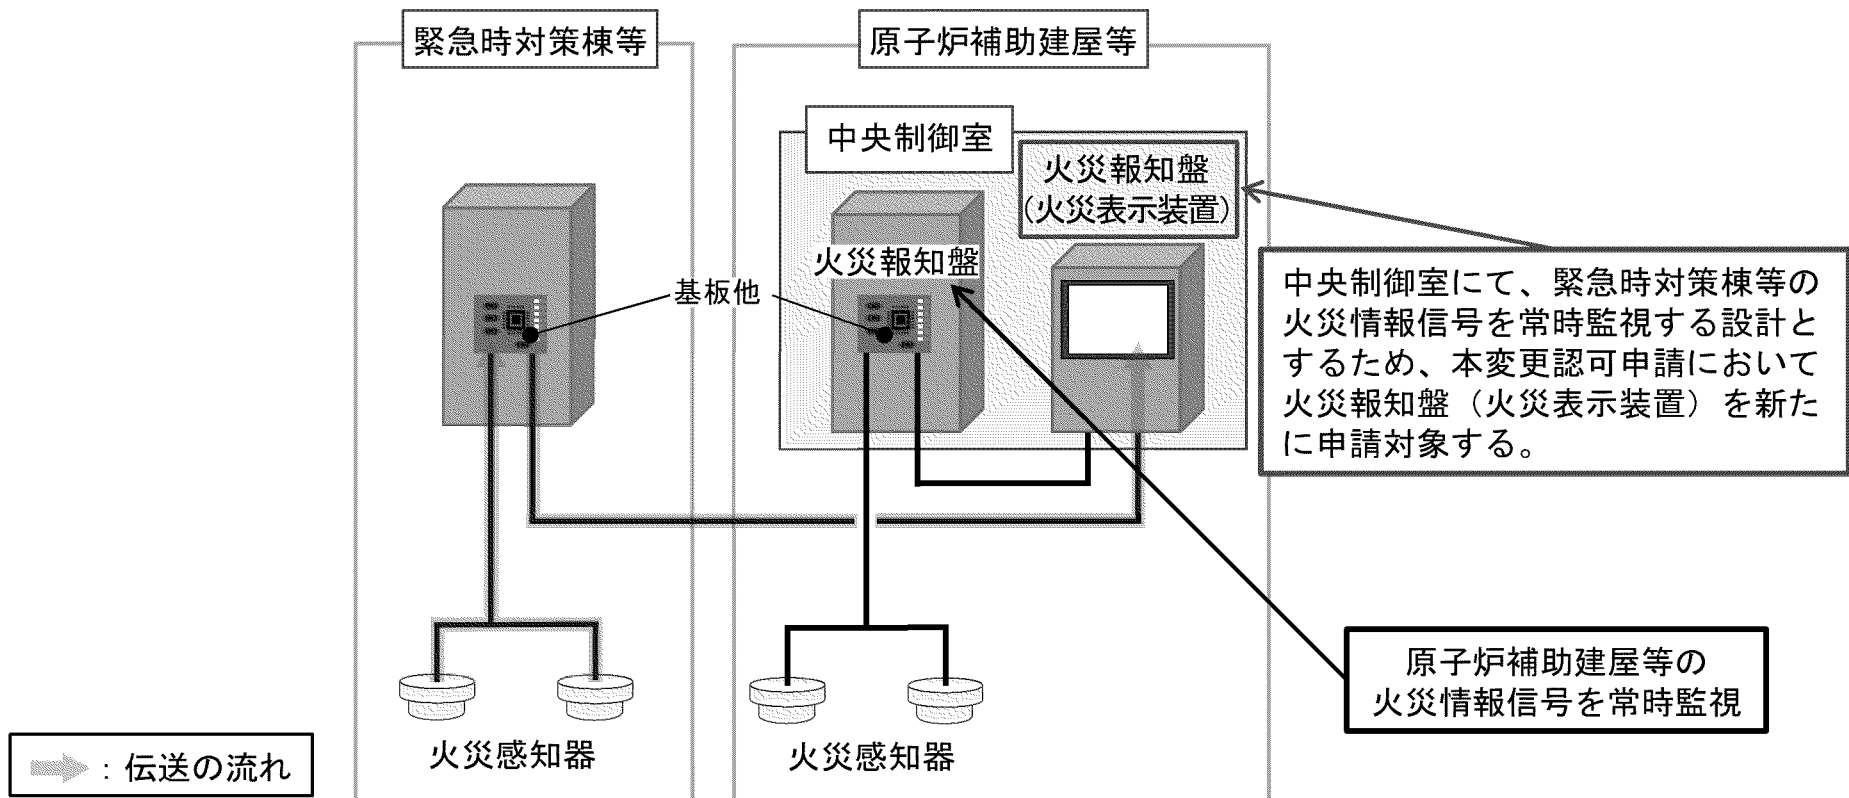 緊急時対策棟等
原子炉補助建屋等
中央制御室
火災報知盤
(火災表示装置)
火災報知盤
基板他
中央制御室にて、緊急時対策棟等の
火災情報信号を常時監視する設計と
するため、本変更認可申請において
火災報知盤（火災表示装置）を新た
に申請対象する。
原子炉補助建屋等の
火災情報信号を常時監視
火災感知器
火災感知器
：伝送の流れ